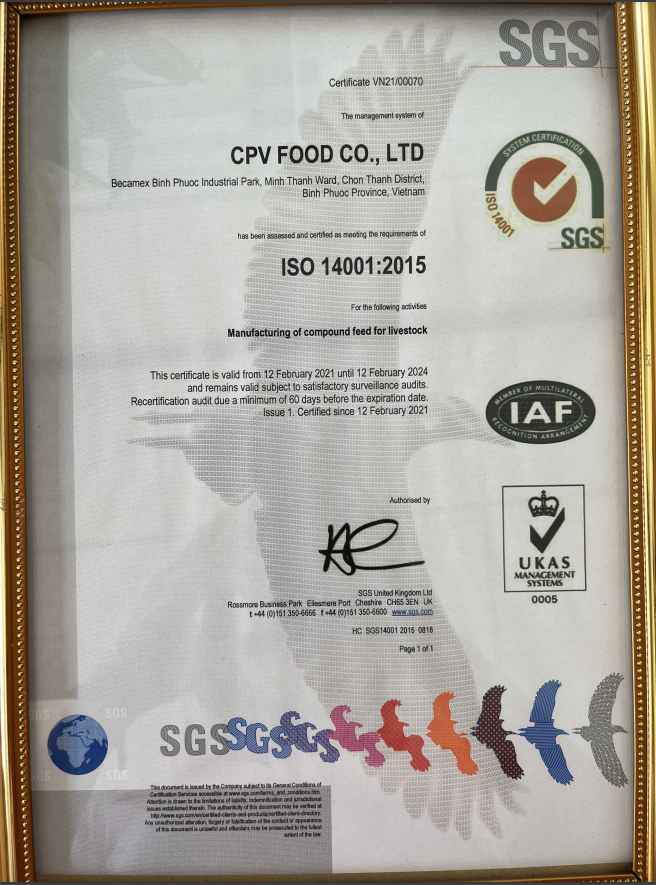 SGS
Certificate VN21/00070
The management system of
CPV FOOD CO., LTD
Becamex Binh Phuoc Industrial Park, Minh Thanh Ward, Chon Thanh District,
Binh Phuoc Province, Vietnam
SYSTEM CERTIFICATION
ISO 14001
SGS
has been assessed and certified as meeting the requirements of
ISO 14001:2015
For the following activities
Manufacturing of compound feed for livestock
This certificate is valid from 12 February 2021 until 12 February 2024
and remains valid subject to satisfactory surveillance audits.
Recertification audit due a minimum of 60 days before the expiration date.
Issue 1. Certified since 12 February 2021
MEMBER OF MULTILATERAL
IAF
RECOGNITION ARRANGEMENT
Authorised by
UKAS
MANAGEMENT
SYSTEMS
0005
SGS United Kingdom Ltd
Rossmore Business Park Ellesmere Port Cheshire CH65 3EN UK
t +44 (0)151 350-6666 f +44 (0)151 350-6600 www.sgs.com
HC SGS14001 2015 0818
Page 1 of 1
SGS SGS
SGS SGS SGS
SGS SGS
This document is issued by the Company subject to its General Conditions of
Certification Services accessible at www.sgs.com/terms_and_conditions.htm.
Attention is drawn to the limitations of liability, indemnification and jurisdictional
issues established therein. The authenticity of this document may be verified at
http://www.sgs.com/en/certified-clients-and-products/certified-client-directory.
Any unauthorized alteration, forgery or falsification of the content or appearance
of this document is unlawful and offenders may be prosecuted to the fullest
extent of the law.